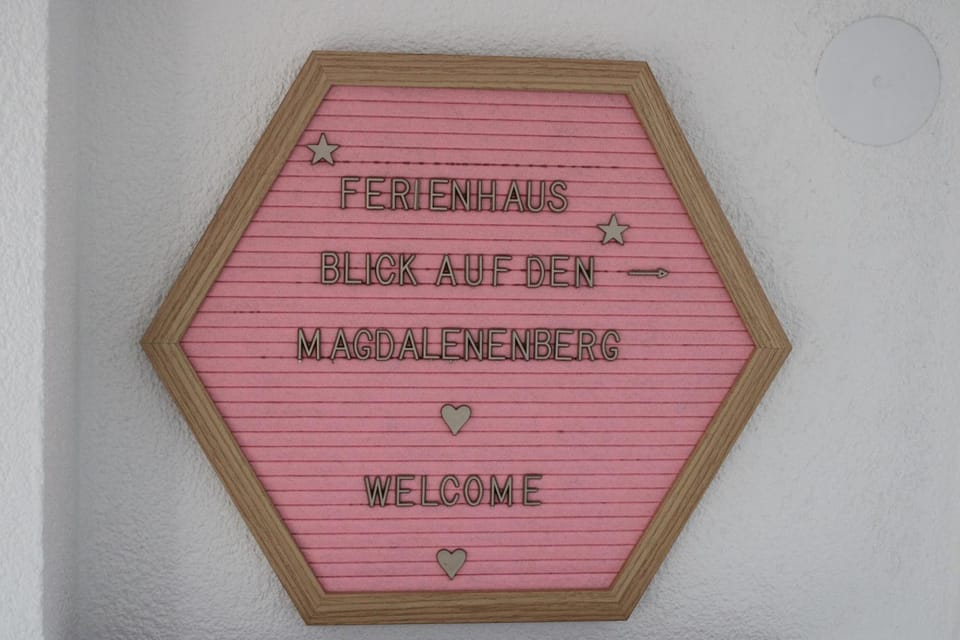 FERIENHAUS
BLICK AUF DEN
MAGDALENENBERG
WELCOME